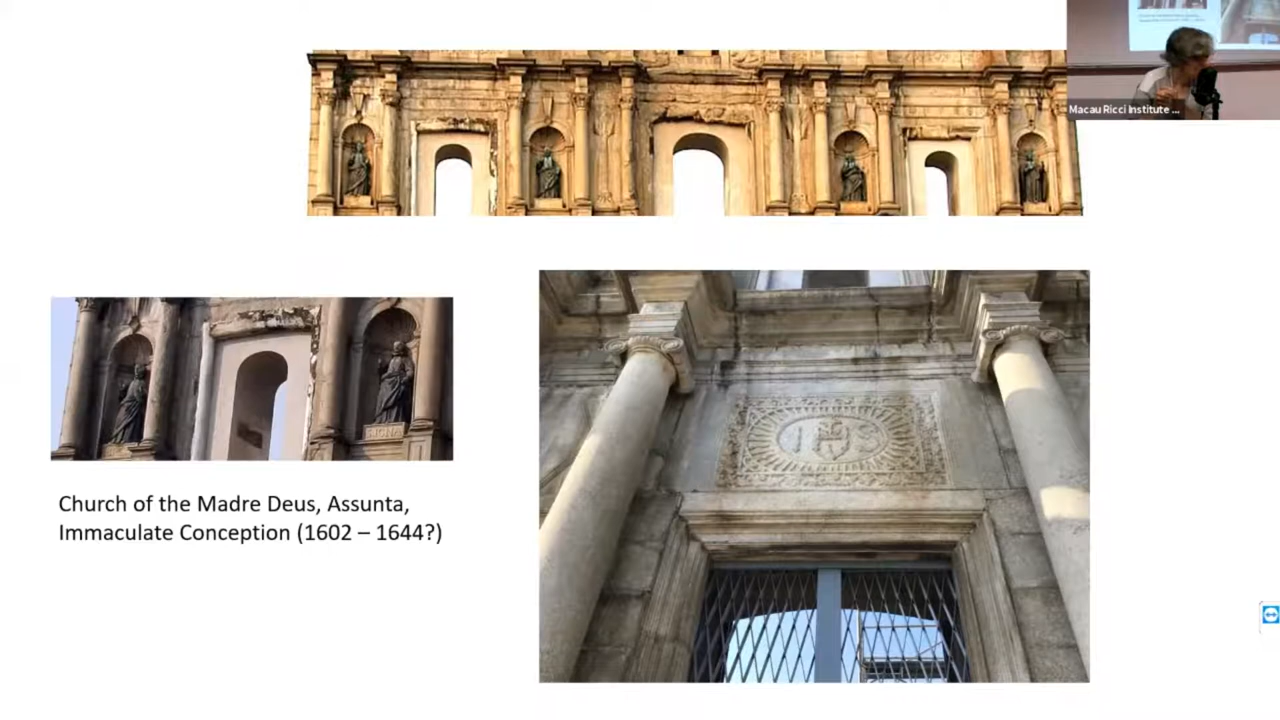 Macau Ricci Institute ...
IHS
Church of the Madre Deus, Assunta,
Immaculate Conception (1602 – 1644?)